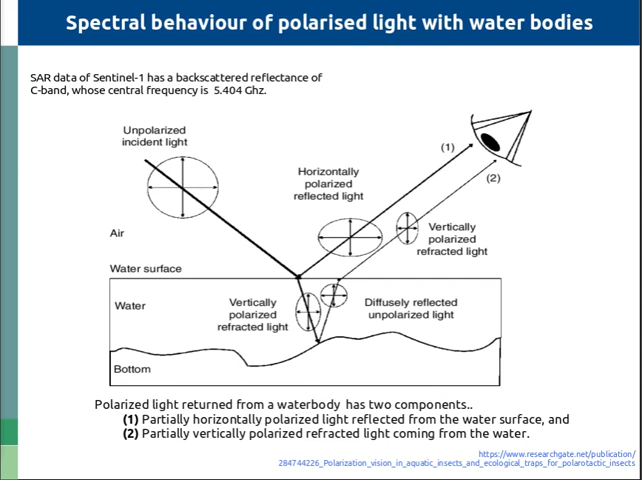 Spectral behaviour of polarised light with water bodies
SAR data of Sentinel-1 has a backscattered reflectance of
C-band, whose central frequency is  5.404 Ghz.
Unpolarized
incident light
(1)
Horizontally
polarized
reflected light
(2)
Air
Vertically
polarized
refracted light
Water surface
Water
Vertically
polarized
refracted light
Diffusely reflected
unpolarized light
Bottom
Polarized light returned from a waterbody  has two components..
(1) Partially horizontally polarized light reflected from the water surface, and
(2) Partially vertically polarized refracted light coming from the water.
https://www.researchgate.net/publication/
284744226_Polarization_vision_in_aquatic_insects_and_ecological_traps_for_polarotactic_insects